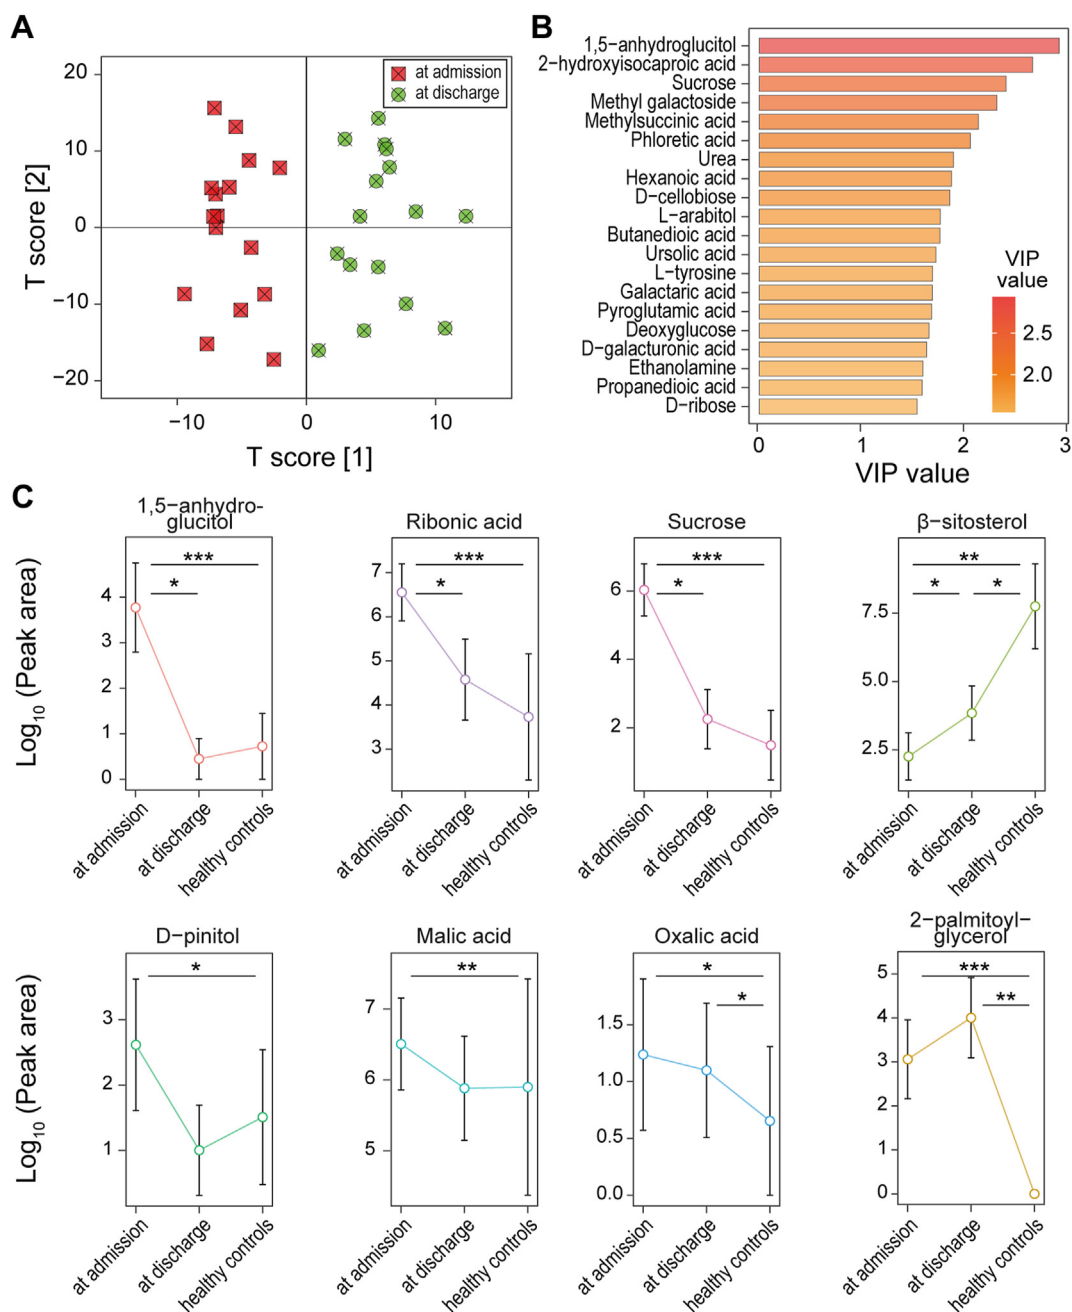 A
20
10
0
−10
−20
T score [2]
at admission
at discharge
−10
0
10
T score [1]
B
1,5−anhydroglucitol
2−hydroxyisocaproic acid
Sucrose
Methyl galactoside
Methylsuccinic acid
Phloretic acid
Urea
Hexanoic acid
D−cellobiose
L−arabitol
Butanedioic acid
Ursolic acid
L−tyrosine
Galactaric acid
Pyroglutamic acid
Deoxyglucose
D−galacturonic acid
Ethanolamine
Propanedioic acid
D−ribose
VIP
value
2.5
2.0
0
1
2
3
VIP value
C
Log10 (Peak area)
1,5−anhydro−
glucitol
***
*
4
3
2
1
0
at admission
at discharge
healthy controls
Ribonic acid
***
*
7
6
5
4
3
at admission
at discharge
healthy controls
Sucrose
***
*
6
4
2
at admission
at discharge
healthy controls
β−sitosterol
**
* *
7.5
5.0
2.5
at admission
at discharge
healthy controls
Log10 (Peak area)
D−pinitol
*
3
2
1
at admission
at discharge
healthy controls
Malic acid
**
7
6
5
at admission
at discharge
healthy controls
Oxalic acid
*
*
1.5
1.0
0.5
0.0
at admission
at discharge
healthy controls
2−palmitoyl−
glycerol
***
**
5
4
3
2
1
0
at admission
at discharge
healthy controls